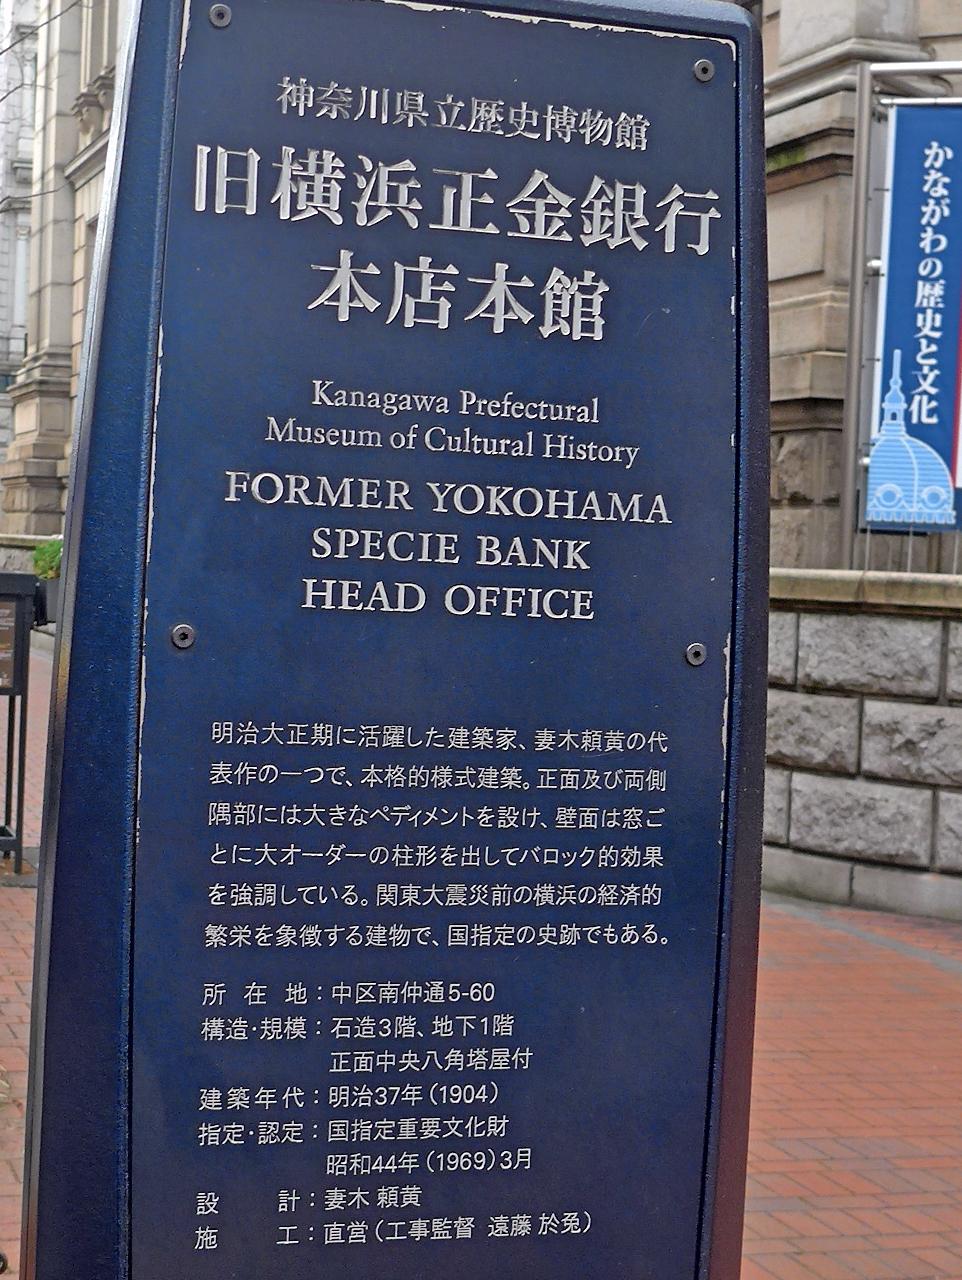 神奈川県立歴史博物館
旧横浜正金銀行
本店本館
Kanagawa Prefectural
Museum of Cultural History
FORMER YOKOHAMA
SPECIE BANK
HEAD OFFICE
明治大正期に活躍した建築家、妻木頼黄の代
表作の一つで、本格的様式建築。正面及び両側
隅部には大きなペディメントを設け、壁面は窓ご
とに大オーダーの柱形を出してバロック的効果
を強調している。関東大震災前の横浜の経済的
繁栄を象徴する建物で、国指定の史跡でもある。
所在地：中区南仲通5-60
構造・規模：石造3階、地下1階
正面中央八角塔屋付
建築年代：明治37年（1904）
指定・認定：国指定重要文化財
昭和44年（1969）3月
設計：妻木 頼黄
施工：直営（工事監督 遠藤 於兎）
かながわの歴史と文化